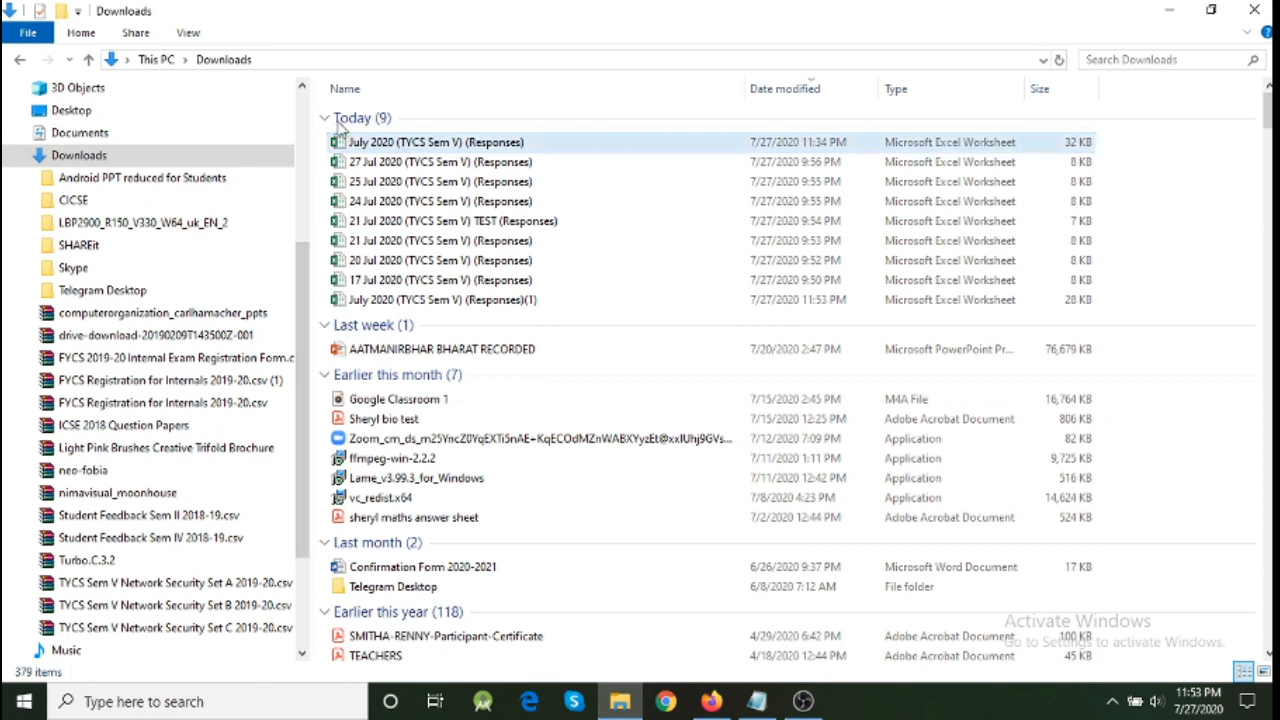 Downloads
File Home Share View
This PC > Downloads Search Downloads
3D Objects
Desktop
Documents
Downloads
Android PPT reduced for Students
CICSE
LBP2900_R150_V330_W64_uk_EN_2
SHAREit
Skype
Telegram Desktop
computerorganization_carlhamacher_ppts
drive-download-20190209T143500Z-001
FYCS 2019-20 Internal Exam Registration Form.c
FYCS Registration for Internals 2019-20.csv (1)
FYCS Registration for Internals 2019-20.csv
ICSE 2018 Question Papers
Light Pink Brushes Creative Trifold Brochure
neo-fobia
nimavisual_moonhouse
Student Feedback Sem II 2018-19.csv
Student Feedback Sem IV 2018-19.csv
Turbo.C.3.2
TYCS Sem V Network Security Set A 2019-20.csv
TYCS Sem V Network Security Set B 2019-20.csv
TYCS Sem V Network Security Set C 2019-20.csv
Music
Name Date modified Type Size
Today (9)
July 2020 (TYCS Sem V) (Responses) 7/27/2020 11:34 PM Microsoft Excel Worksheet 32 KB
27 Jul 2020 (TYCS Sem V) (Responses) 7/27/2020 9:56 PM Microsoft Excel Worksheet 8 KB
25 Jul 2020 (TYCS Sem V) (Responses) 7/27/2020 9:55 PM Microsoft Excel Worksheet 8 KB
24 Jul 2020 (TYCS Sem V) (Responses) 7/27/2020 9:55 PM Microsoft Excel Worksheet 8 KB
21 Jul 2020 (TYCS Sem V) TEST (Responses) 7/27/2020 9:54 PM Microsoft Excel Worksheet 7 KB
21 Jul 2020 (TYCS Sem V) (Responses) 7/27/2020 9:53 PM Microsoft Excel Worksheet 8 KB
20 Jul 2020 (TYCS Sem V) (Responses) 7/27/2020 9:52 PM Microsoft Excel Worksheet 8 KB
17 Jul 2020 (TYCS Sem V) (Responses) 7/27/2020 9:50 PM Microsoft Excel Worksheet 8 KB
July 2020 (TYCS Sem V) (Responses)(1) 7/27/2020 11:53 PM Microsoft Excel Worksheet 28 KB
Last week (1)
AATMANIRBHAR BHARAT RECORDED 7/20/2020 2:47 PM Microsoft PowerPoint Pr... 76,679 KB
Earlier this month (7)
Google Classroom 1 7/15/2020 2:45 PM M4A File 16,764 KB
Sheryl bio test 7/15/2020 12:25 PM Adobe Acrobat Document 806 KB
7/12/2020 7:09 PM Application 82 KB
ffmpeg-win-2.2.2 7/11/2020 1:11 PM Application 9,725 KB
Lame_v3.99.3_for_Windows 7/11/2020 12:42 PM Application 516 KB
vc_redist.x64 7/8/2020 4:23 PM Application 14,624 KB
sheryl maths answer sheet 7/2/2020 12:44 PM Adobe Acrobat Document 524 KB
Last month (2)
Confirmation Form 2020-2021 6/26/2020 9:37 PM Microsoft Word Document 17 KB
Telegram Desktop 6/8/2020 7:12 AM File folder
Earlier this year (118)
SMITHA-RENNY-Participant-Certificate 4/29/2020 6:42 PM Adobe Acrobat Document 100 KB
TEACHERS 4/18/2020 12:44 PM Adobe Acrobat Document 45 KB
Activate Windows
Go to Settings to activate Windows.
379 items
Type here to search
11:53 PM
7/27/2020